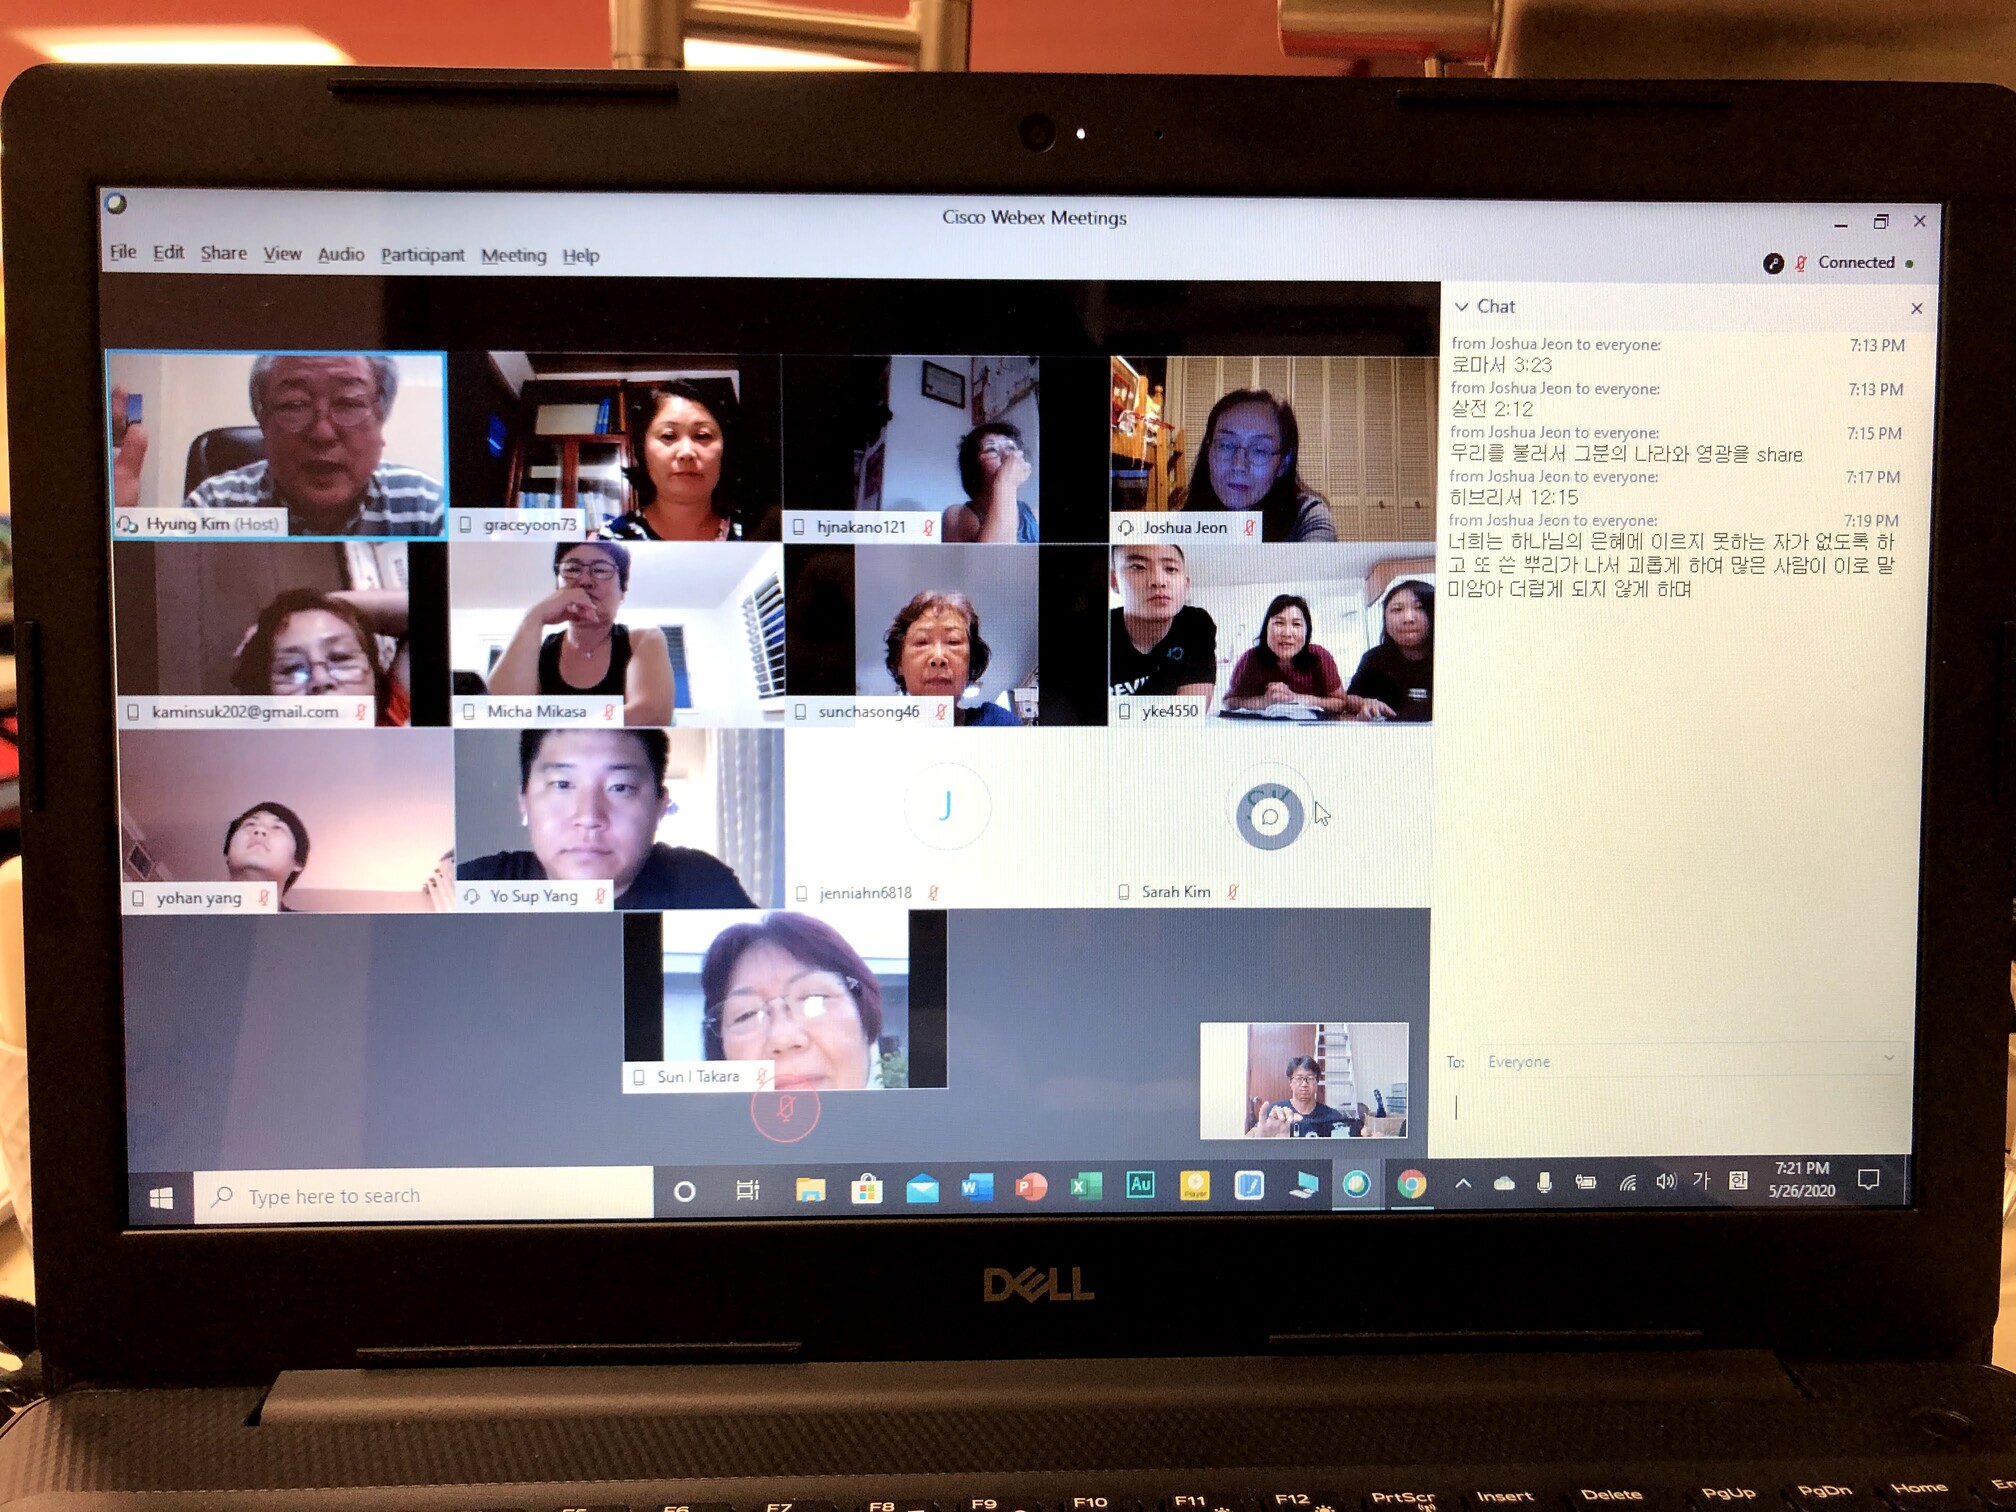 Cisco Webex Meetings
File Edit Share View Audio Participant Meeting Help
Connected
Chat
from Joshua Jeon to everyone: 7:13 PM
로마서 3:23
from Joshua Jeon to everyone: 7:13 PM
살전 2:12
from Joshua Jeon to everyone: 7:15 PM
우리를 불러서 그분의 나라와 영광을 share
from Joshua Jeon to everyone: 7:17 PM
히브리서 12:15
from Joshua Jeon to everyone: 7:19 PM
너희는 하나님의 은혜에 이르지 못하는 자가 없도록 하
고 또 쓴 뿌리가 나서 괴롭게 하여 많은 사람이 이로 말
미암아 더럽게 되지 않게 하며
To: Everyone
Hyung Kim (Host)
graceyoon73
hjnakano121
Joshua Jeon
kaminsuk202@gmail.com
Micha Mikasa
sunchasong46
yke4550
yohan yang
Yo Sup Yang
J
jenniahn6818
Sarah Kim
Sun I Takara
Type here to search
W
P
X
Au
Player
가
한
7:21 PM
5/26/2020
DELL
F5 F6 F7 F8 F9 F10 F11 F12 PrtScr Insert Delete PgUp PgDn Home